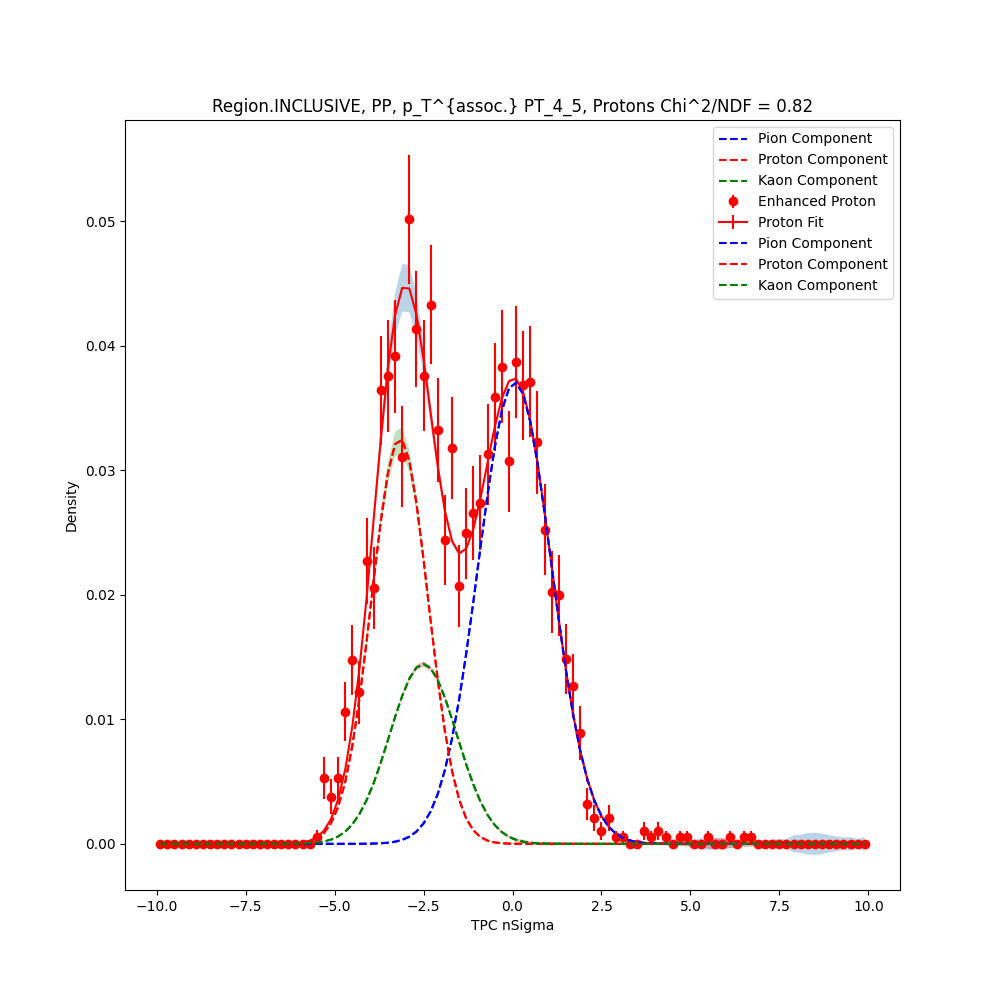 Region.INCLUSIVE, PP, p_T^{assoc.} PT_4_5, Protons Chi^2/NDF = 0.82
Pion Component
Proton Component
Kaon Component
Enhanced Proton
Proton Fit
Pion Component
Proton Component
Kaon Component
0.05
0.04
0.03
0.02
0.01
0.00
Density
−10.0 −7.5 −5.0 −2.5 0.0 2.5 5.0 7.5 10.0
TPC nSigma